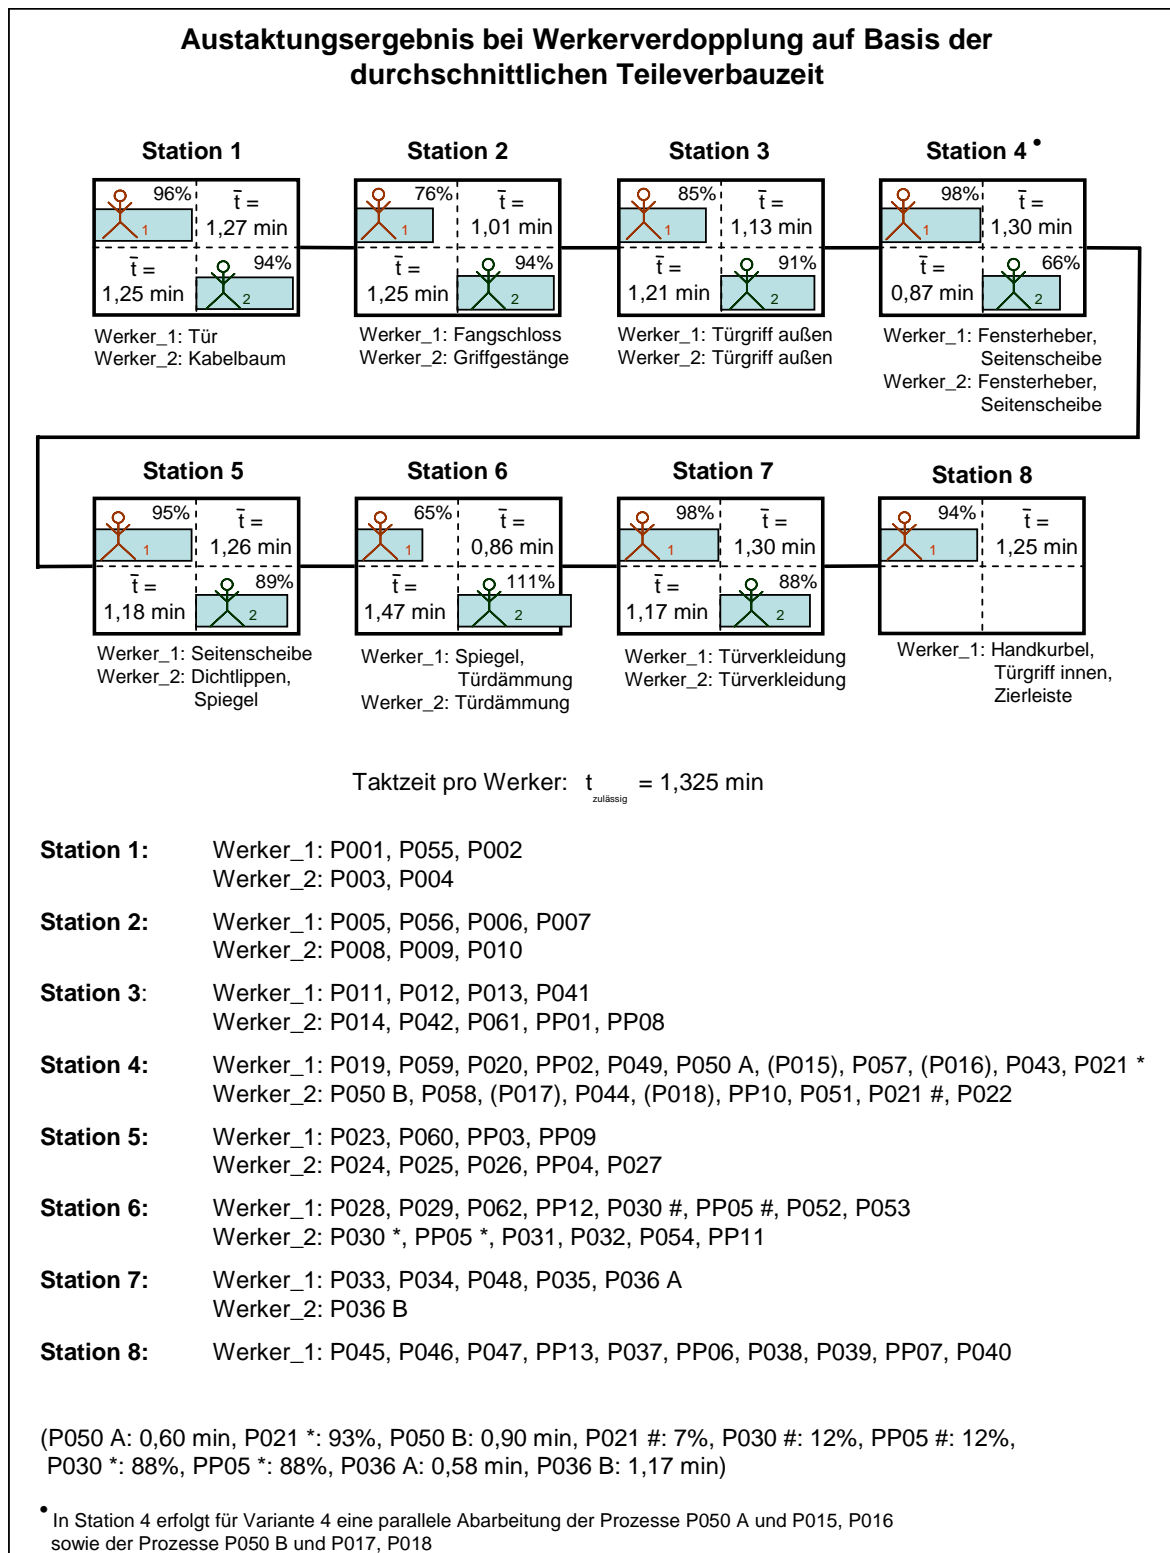 Austaktungsergebnis bei Werkerverdopplung auf Basis der
durchschnittlichen Teileverbauzeit
Station 1
96%
t̄ =
1,27 min
1
t̄ =
1,25 min
94%
2
Werker_1: Tür
Werker_2: Kabelbaum
Station 2
76%
t̄ =
1,01 min
1
t̄ =
1,25 min
94%
2
Werker_1: Fangschloss
Werker_2: Griffgestänge
Station 3
85%
t̄ =
1,13 min
1
t̄ =
1,21 min
91%
2
Werker_1: Türgriff außen
Werker_2: Türgriff außen
Station 4 •
98%
t̄ =
1,30 min
1
t̄ =
0,87 min
66%
2
Werker_1: Fensterheber,
Seitenscheibe
Werker_2: Fensterheber,
Seitenscheibe
Station 5
95%
t̄ =
1,26 min
1
t̄ =
1,18 min
89%
2
Werker_1: Seitenscheibe
Werker_2: Dichtlippen,
Spiegel
Station 6
65%
t̄ =
0,86 min
1
t̄ =
1,47 min
111%
2
Werker_1: Spiegel,
Türdämmung
Werker_2: Türdämmung
Station 7
98%
t̄ =
1,30 min
1
t̄ =
1,17 min
88%
2
Werker_1: Türverkleidung
Werker_2: Türverkleidung
Station 8
94%
t̄ =
1,25 min
1
Werker_1: Handkurbel,
Türgriff innen,
Zierleiste
Taktzeit pro Werker: t zulässig = 1,325 min
Station 1: Werker_1: P001, P055, P002
Werker_2: P003, P004
Station 2: Werker_1: P005, P056, P006, P007
Werker_2: P008, P009, P010
Station 3: Werker_1: P011, P012, P013, P041
Werker_2: P014, P042, P061, PP01, PP08
Station 4: Werker_1: P019, P059, P020, PP02, P049, P050 A, (P015), P057, (P016), P043, P021 *
Werker_2: P050 B, P058, (P017), P044, (P018), PP10, P051, P021 #, P022
Station 5: Werker_1: P023, P060, PP03, PP09
Werker_2: P024, P025, P026, PP04, P027
Station 6: Werker_1: P028, P029, P062, PP12, P030 #, PP05 #, P052, P053
Werker_2: P030 *, PP05 *, P031, P032, P054, PP11
Station 7: Werker_1: P033, P034, P048, P035, P036 A
Werker_2: P036 B
Station 8: Werker_1: P045, P046, P047, PP13, P037, PP06, P038, P039, PP07, P040
(P050 A: 0,60 min, P021 *: 93%, P050 B: 0,90 min, P021 #: 7%, P030 #: 12%, PP05 #: 12%,
P030 *: 88%, PP05 *: 88%, P036 A: 0,58 min, P036 B: 1,17 min)
• In Station 4 erfolgt für Variante 4 eine parallele Abarbeitung der Prozesse P050 A und P015, P016
sowie der Prozesse P050 B und P017, P018